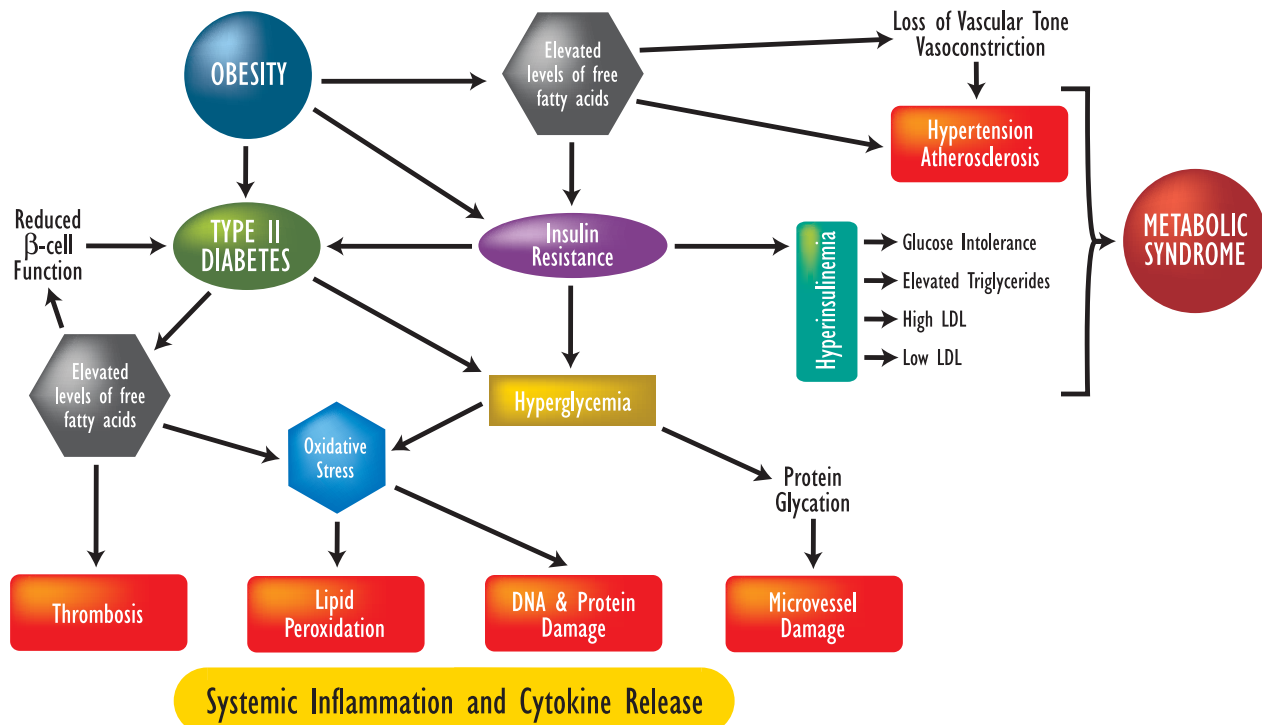 OBESITY
Elevated
levels of free
fatty acids
Loss of Vascular Tone
Vasoconstriction
Hypertension
Atherosclerosis
Reduced
β-cell
Function
TYPE II
DIABETES
Insulin
Resistance
Hyperinsulinemia
Glucose Intolerance
Elevated Triglycerides
High LDL
Low LDL
METABOLIC
SYNDROME
Elevated
levels of free
fatty acids
Oxidative
Stress
Hyperglycemia
Protein
Glycation
Thrombosis
Lipid
Peroxidation
DNA & Protein
Damage
Microvessel
Damage
Systemic Inflammation and Cytokine Release